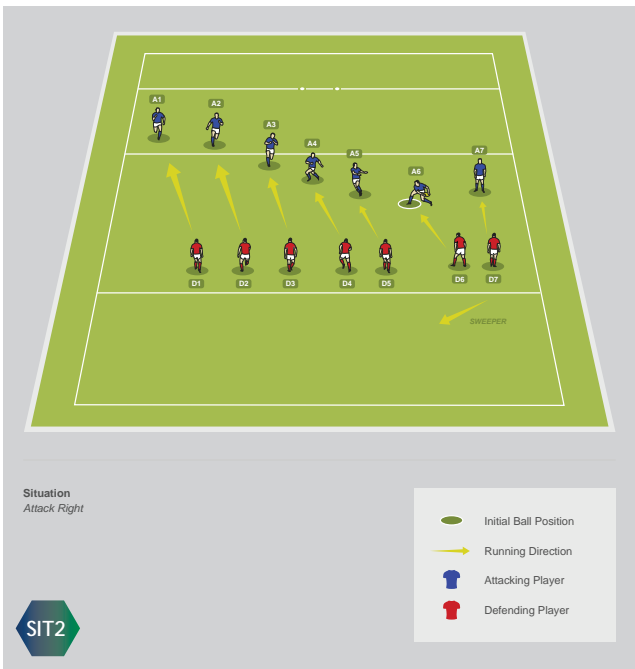 A1
A2
A3
A4
A5
A6
A7
D1
D2
D3
D4
D5
D6
D7
SWEEPER
Situation
Attack Right
Initial Ball Position
Running Direction
Attacking Player
Defending Player
SIT2